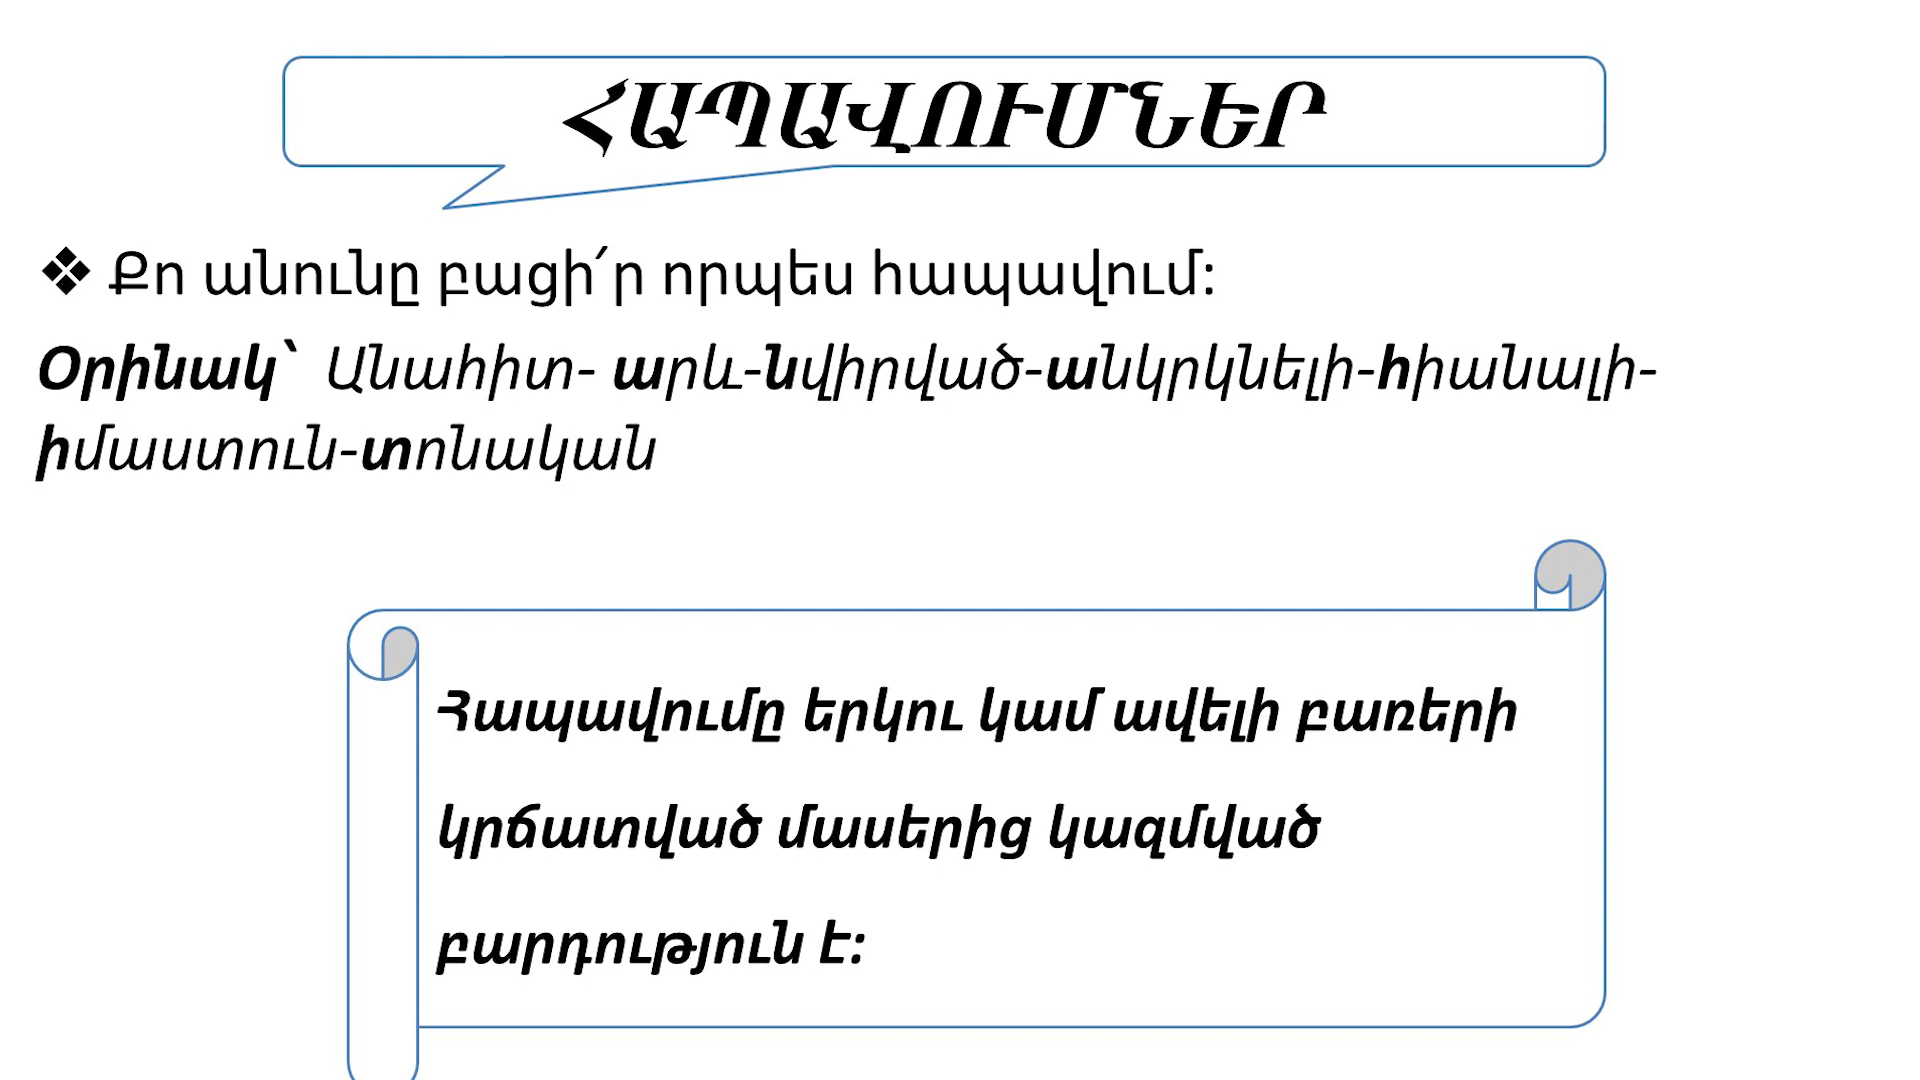 ՀԱՊԱՎՈՒՄՆԵՐ
❖ Քո անունը բացի՛ր որպես հապավում:
Օրինակ՝ Անահիտ- արև-նվիրված-անկրկնելի-հիանալի-
իմաստուն-տոնական
Հապավումը երկու կամ ավելի բառերի
կրճատված մասերից կազմված
բարդություն է: